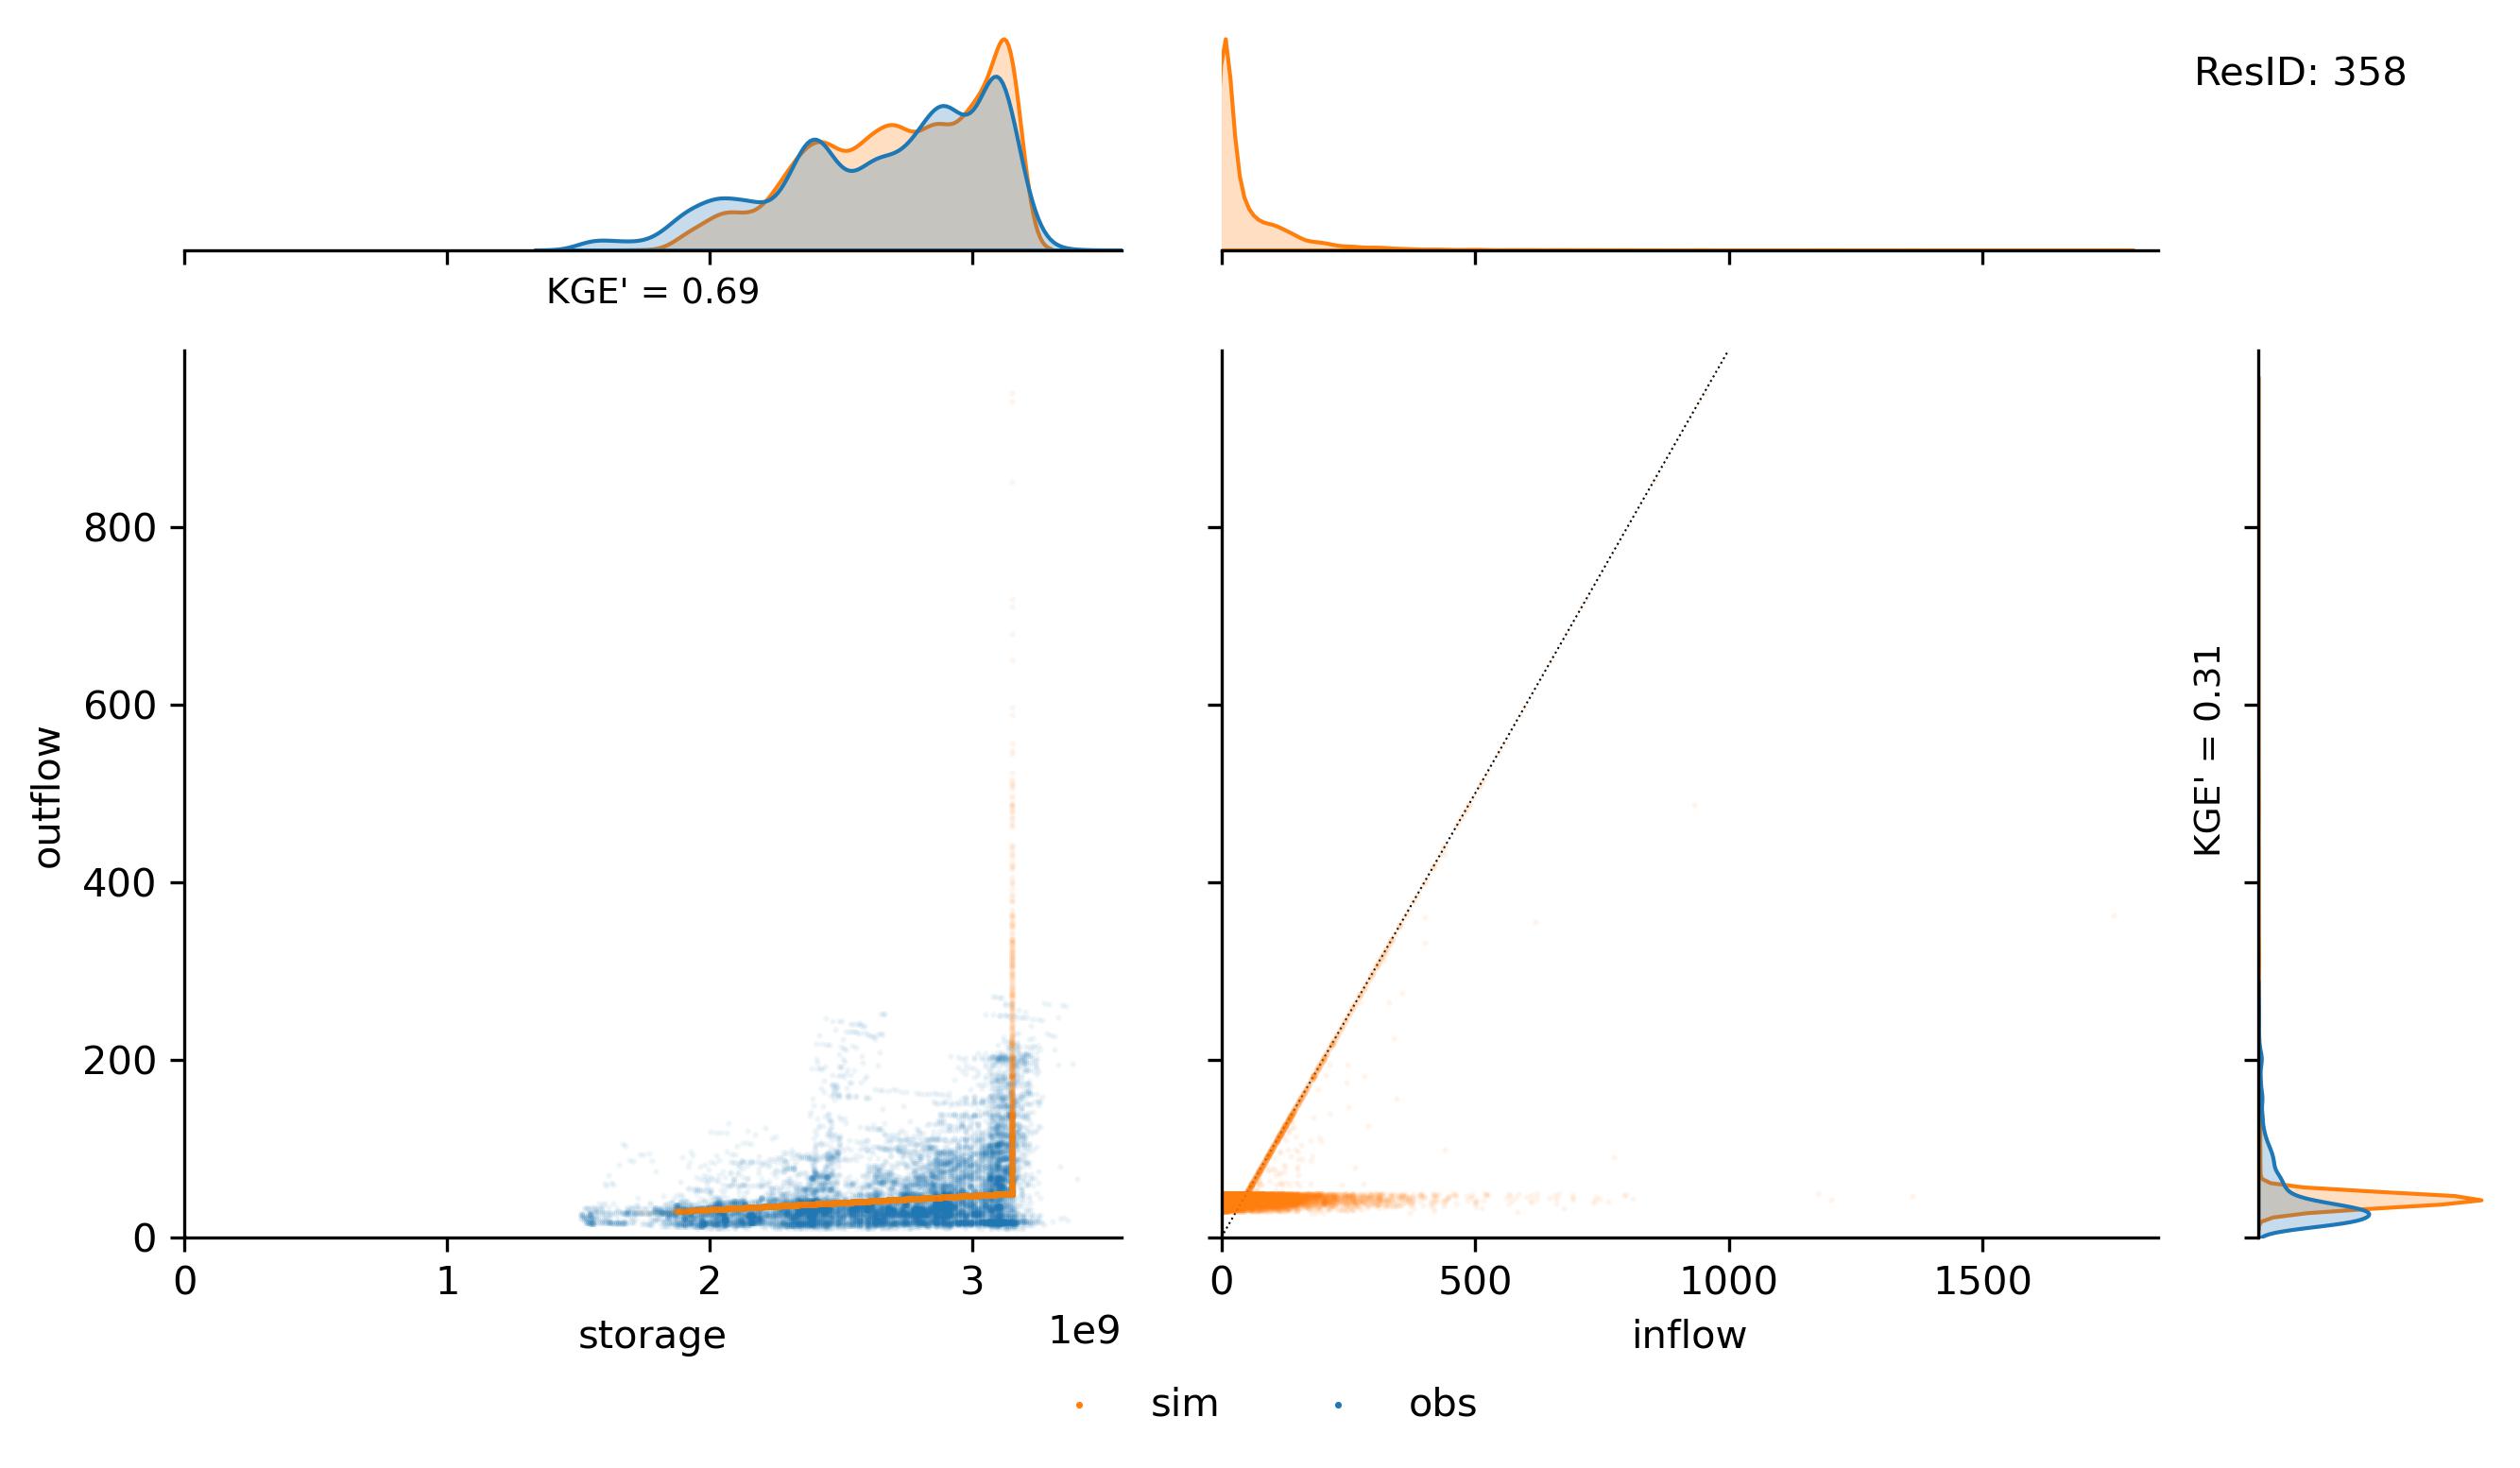 ResID: 358
KGE' = 0.69
outflow
800
600
400
200
0
0 1 2 3
storage
1e9
KGE' = 0.31
0 500 1000 1500
inflow
sim obs